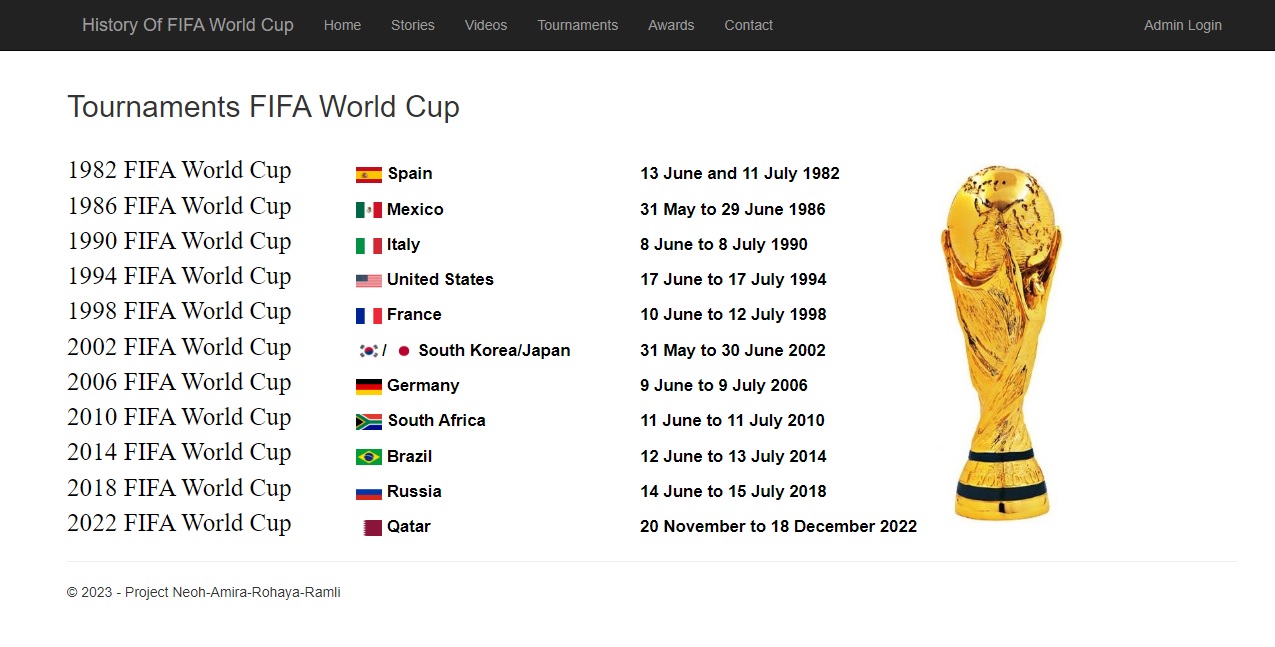 History Of FIFA World Cup Home Stories Videos Tournaments Awards Contact Admin Login
Tournaments FIFA World Cup
1982 FIFA World Cup Spain 13 June and 11 July 1982
1986 FIFA World Cup Mexico 31 May to 29 June 1986
1990 FIFA World Cup Italy 8 June to 8 July 1990
1994 FIFA World Cup United States 17 June to 17 July 1994
1998 FIFA World Cup France 10 June to 12 July 1998
2002 FIFA World Cup / South Korea/Japan 31 May to 30 June 2002
2006 FIFA World Cup Germany 9 June to 9 July 2006
2010 FIFA World Cup South Africa 11 June to 11 July 2010
2014 FIFA World Cup Brazil 12 June to 13 July 2014
2018 FIFA World Cup Russia 14 June to 15 July 2018
2022 FIFA World Cup Qatar 20 November to 18 December 2022
© 2023 - Project Neoh-Amira-Rohaya-Ramli